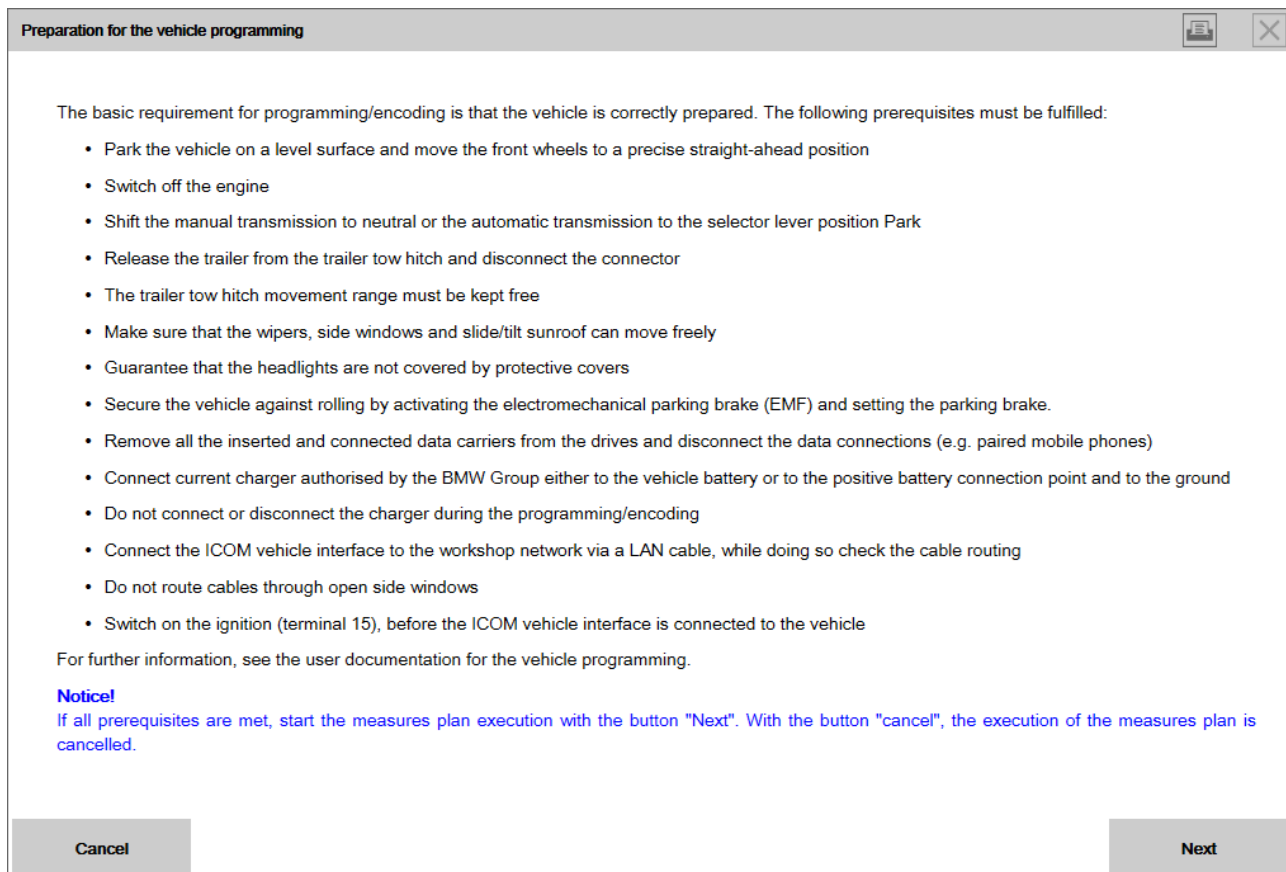 Preparation for the vehicle programming
The basic requirement for programming/encoding is that the vehicle is correctly prepared. The following prerequisites must be fulfilled:
• Park the vehicle on a level surface and move the front wheels to a precise straight-ahead position
• Switch off the engine
• Shift the manual transmission to neutral or the automatic transmission to the selector lever position Park
• Release the trailer from the trailer tow hitch and disconnect the connector
• The trailer tow hitch movement range must be kept free
• Make sure that the wipers, side windows and slide/tilt sunroof can move freely
• Guarantee that the headlights are not covered by protective covers
• Secure the vehicle against rolling by activating the electromechanical parking brake (EMF) and setting the parking brake.
• Remove all the inserted and connected data carriers from the drives and disconnect the data connections (e.g. paired mobile phones)
• Connect current charger authorised by the BMW Group either to the vehicle battery or to the positive battery connection point and to the ground
• Do not connect or disconnect the charger during the programming/encoding
• Connect the ICOM vehicle interface to the workshop network via a LAN cable, while doing so check the cable routing
• Do not route cables through open side windows
• Switch on the ignition (terminal 15), before the ICOM vehicle interface is connected to the vehicle
For further information, see the user documentation for the vehicle programming.
Notice!
If all prerequisites are met, start the measures plan execution with the button "Next". With the button "cancel", the execution of the measures plan is
cancelled.
Cancel
Next